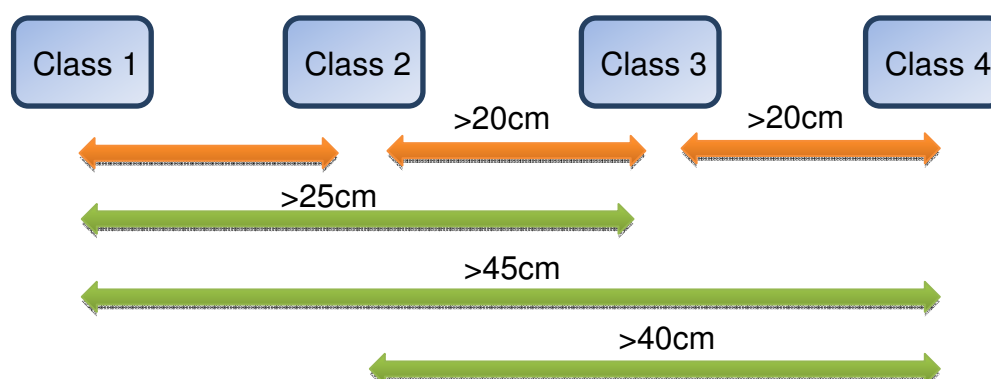 Class 1
Class 2
Class 3
Class 4
>20cm
>20cm
>25cm
>45cm
>40cm